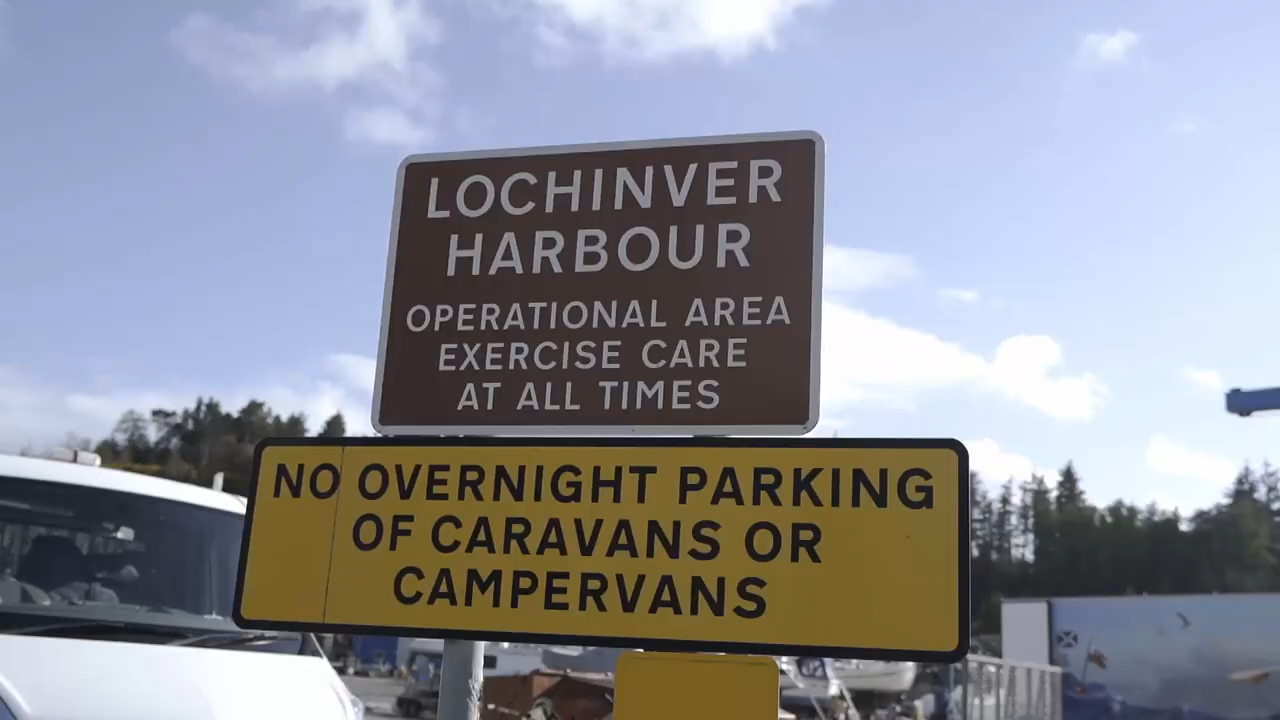 LOCHINVER
HARBOUR
OPERATIONAL AREA
EXERCISE CARE
AT ALL TIMES
NO OVERNIGHT PARKING
OF CARAVANS OR
CAMPERVANS